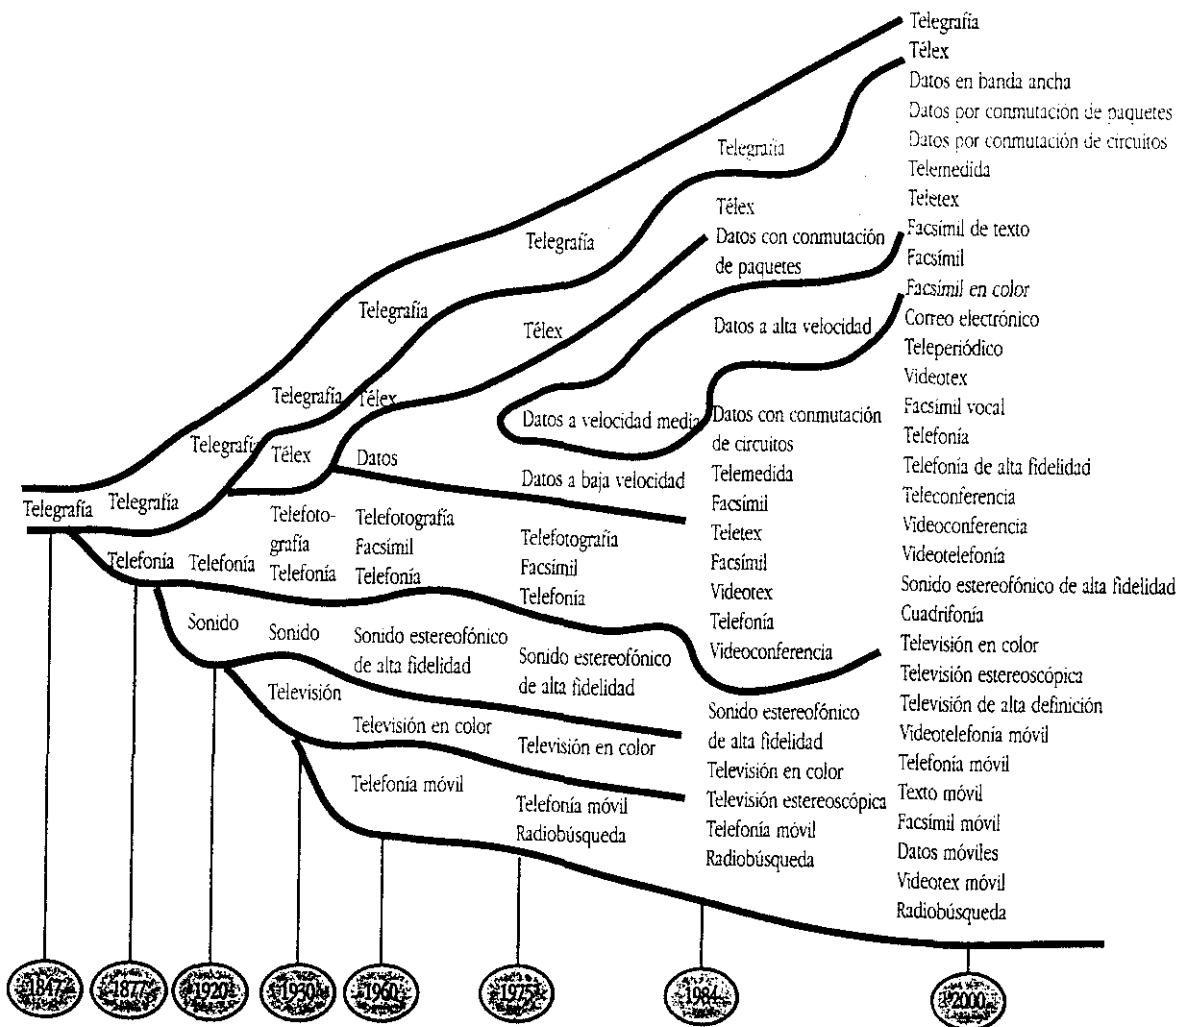 Telegrafía
Telegrafía
Telefonía
Telegrafía
Telefonía
Sonido
Telegrafía
Télex
Telefoto-
grafía
Telefonía
Sonido
Televisión
Telegrafía
Télex
Datos
Telefotografía
Facsímil
Telefonía
Sonido estereofónico
de alta fidelidad
Televisión en color
Telefonía móvil
Telegrafía
Télex
Datos a velocidad media
Datos a baja velocidad
Telefotografía
Facsímil
Telefonía
Sonido estereofónico
de alta fidelidad
Televisión en color
Telefonía móvil
Radiobúsqueda
Telegrafía
Télex
Datos con conmutación
de paquetes
Datos a alta velocidad
Datos con conmutación
de circuitos
Telemedida
Facsímil
Teletex
Facsímil
Videotex
Telefonía
Videoconferencia
Sonido estereofónico
de alta fidelidad
Televisión en color
Televisión estereoscópica
Telefonía móvil
Radiobúsqueda
Telegrafía
Télex
Datos en banda ancha
Datos por conmutación de paquetes
Datos por conmutación de circuitos
Telemedida
Teletex
Facsímil de texto
Facsímil
Facsímil en color
Correo electrónico
Teleperiódico
Videotex
Facsímil vocal
Telefonía
Telefonía de alta fidelidad
Teleconferencia
Videoconferencia
Videotelefonía
Sonido estereofónico de alta fidelidad
Cuadrifonía
Televisión en color
Televisión estereoscópica
Televisión de alta definición
Videotelefonía móvil
Telefonía móvil
Texto móvil
Facsímil móvil
Datos móviles
Videotex móvil
Radiobúsqueda
1847
1877
1920
1930
1960
1975
1984
2000